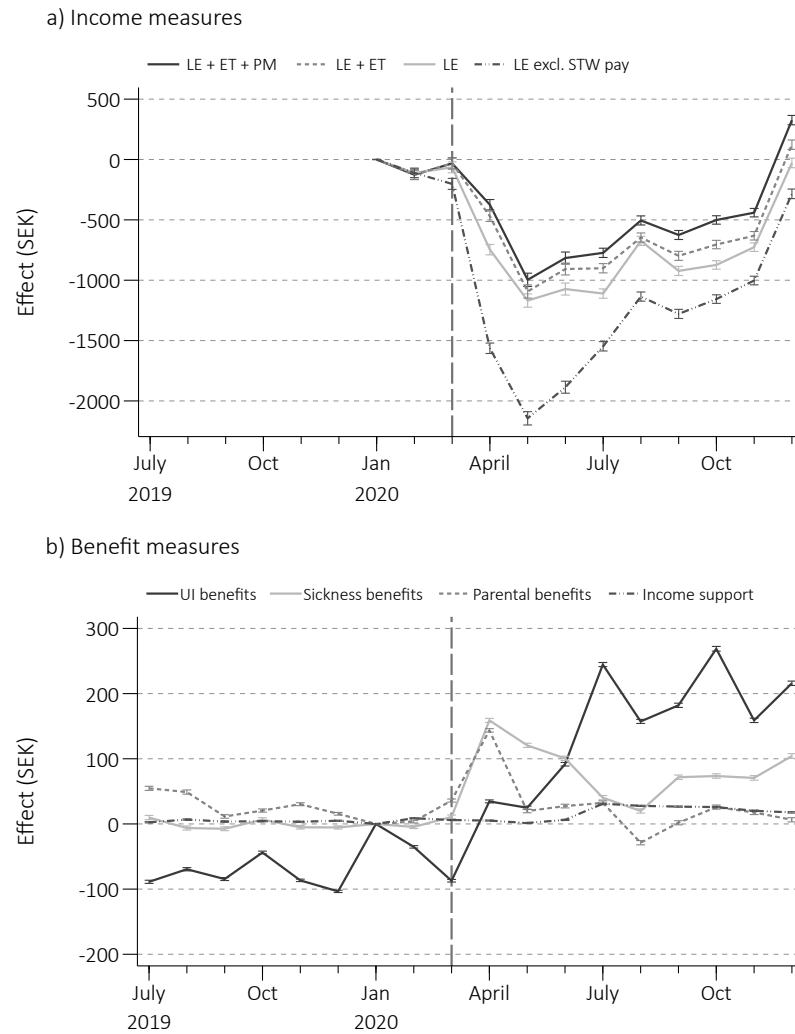 a) Income measures
LE + ET + PM LE + ET LE LE excl. STW pay
500
0
-500
-1000
-1500
-2000
Effect (SEK)
July Oct Jan April July Oct
2019 2020
b) Benefit measures
UI benefits Sickness benefits Parental benefits Income support
300
200
100
0
-100
-200
Effect (SEK)
July Oct Jan April July Oct
2019 2020